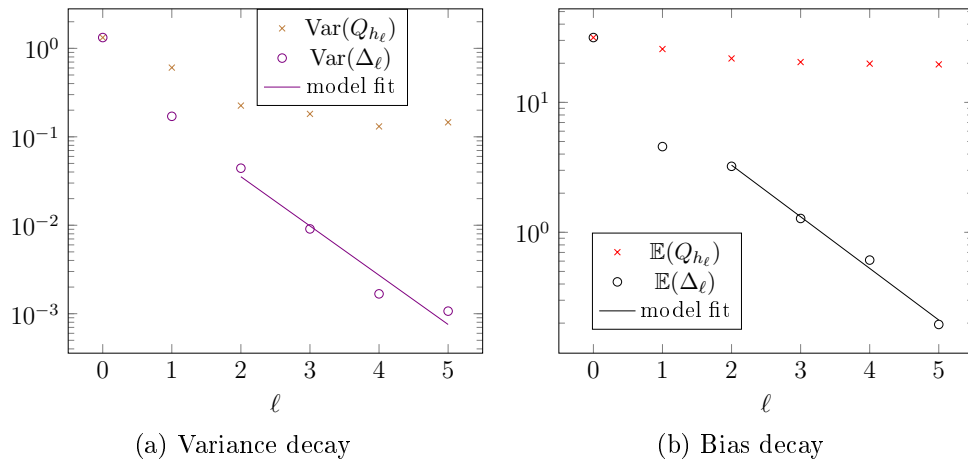 10^0
10^{-1}
10^{-2}
10^{-3}
0 1 2 3 4 5
ℓ
Var(Q_{h_ℓ})
Var(Δ_ℓ)
model fit
(a) Variance decay
10^1
10^0
0 1 2 3 4 5
ℓ
𝔼(Q_{h_ℓ})
𝔼(Δ_ℓ)
model fit
(b) Bias decay